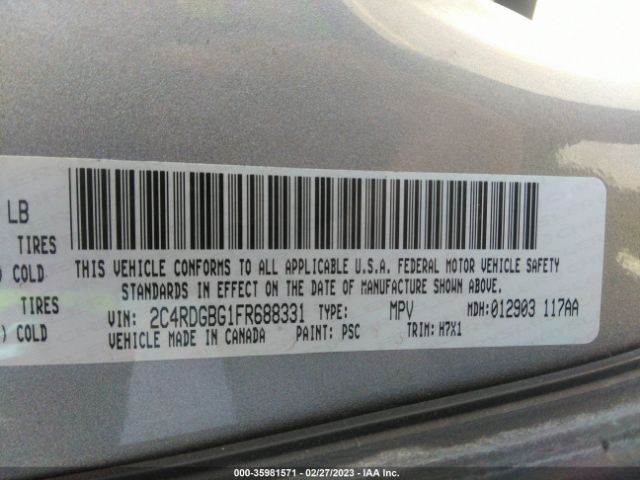 LB
TIRES
) COLD
TIRES
) COLD
THIS VEHICLE CONFORMS TO ALL APPLICABLE U.S.A. FEDERAL MOTOR VEHICLE SAFETY
STANDARDS IN EFFECT ON THE DATE OF MANUFACTURE SHOWN ABOVE.
VIN: 2C4RDGBG1FR688331 TYPE: MPV MDH: 012903 117AA
VEHICLE MADE IN CANADA PAINT: PSC TRIM: H7X1
000-35981571 | 02/27/2023 | IAA Inc.